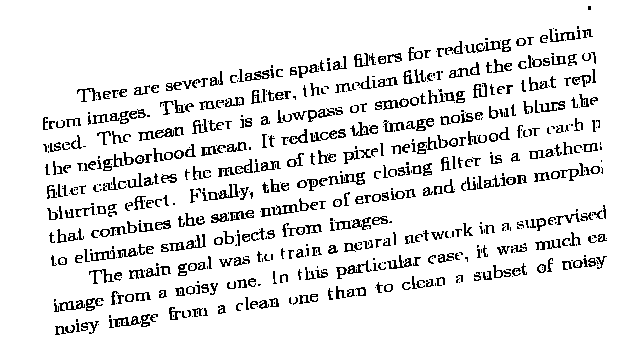 There are several classic spatial filters for reducing or elimin
from images. The mean filter, the median filter and the closing op
used. The mean filter is a lowpass or smoothing filter that repl
the neighborhood mean. It reduces the image noise but blurs the
filter calculates the median of the pixel neighborhood for each p
blurring effect. Finally, the opening closing filter is a mathema
that combines the same number of erosion and dilation morpho
to eliminate small objects from images.
The main goal was to train a neural network in a supervised
image from a noisy one. In this particular case, it was much ea
noisy image from a clean one than to clean a subset of noisy